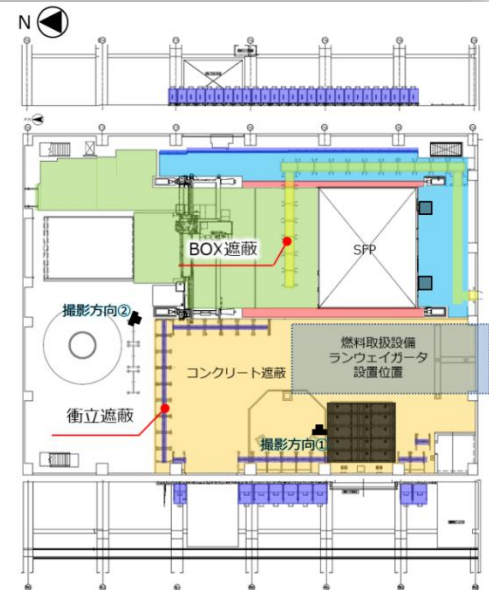 N
BOX遮蔽
SFP
撮影方向②
燃料取扱設備
ランウェイガータ
設置位置
コンクリート遮蔽
衝立遮蔽
撮影方向①